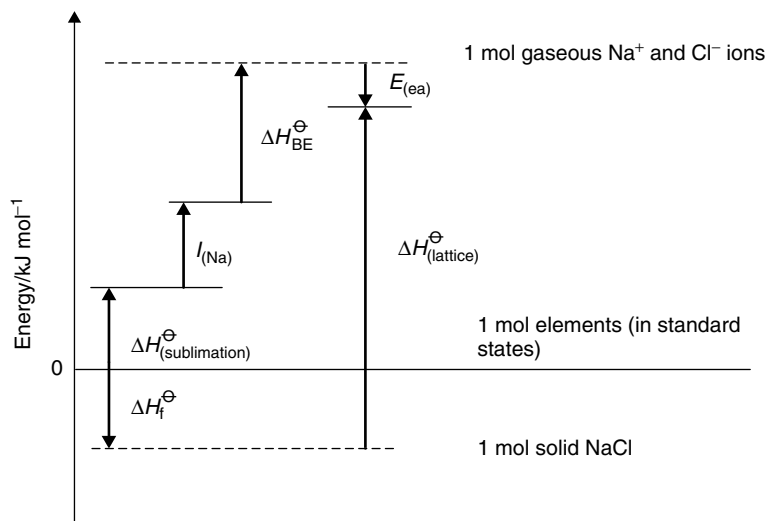 1 mol gaseous Na⁺ and Cl⁻ ions
E(ea)
ΔH⦵BE
I(Na)
ΔH⦵(lattice)
Energy/kJ mol⁻¹
1 mol elements (in standard
states)
ΔH⦵(sublimation)
0
ΔHf⦵
1 mol solid NaCl